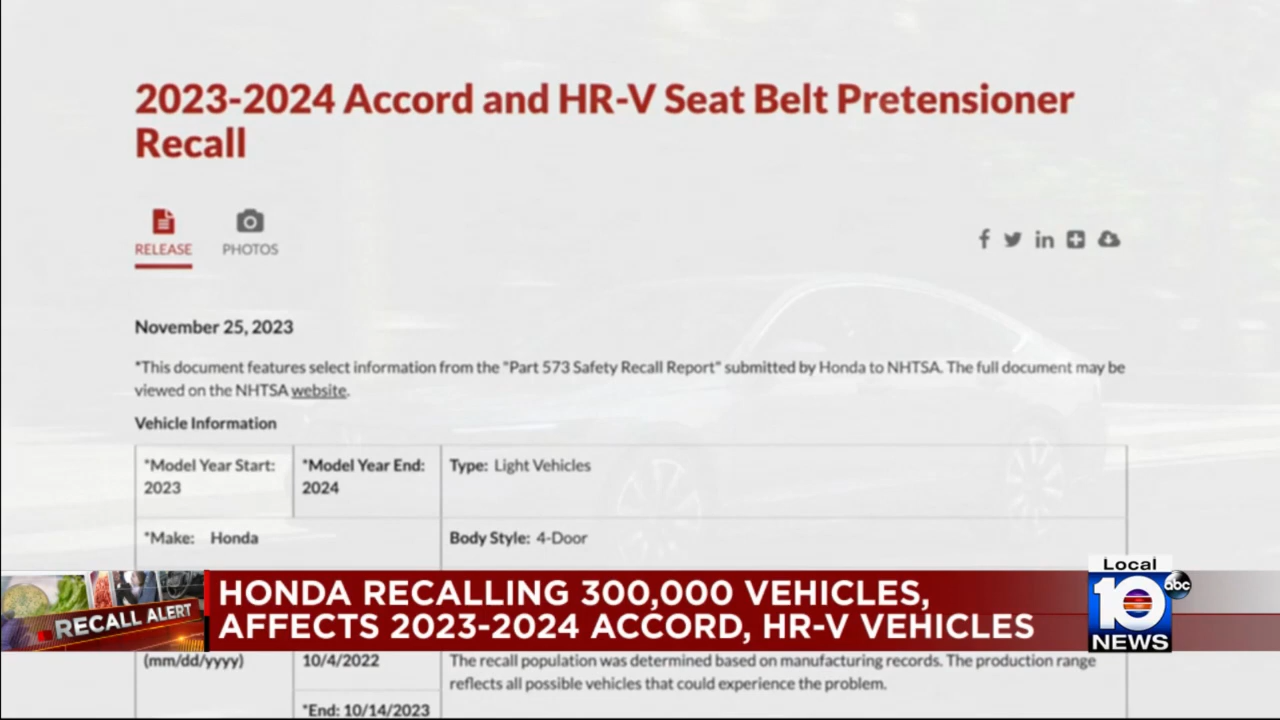 2023-2024 Accord and HR-V Seat Belt Pretensioner
Recall
RELEASE
PHOTOS
November 25, 2023
*This document features select information from the "Part 573 Safety Recall Report" submitted by Honda to NHTSA. The full document may be
viewed on the NHTSA website.
Vehicle Information
*Model Year Start:
2023
*Model Year End:
2024
Type: Light Vehicles
*Make: Honda
Body Style: 4-Door
RECALL ALERT
HONDA RECALLING 300,000 VEHICLES,
AFFECTS 2023-2024 ACCORD, HR-V VEHICLES
Local
10
abc
NEWS
(mm/dd/yyyy)
10/4/2022
The recall population was determined based on manufacturing records. The production range
reflects all possible vehicles that could experience the problem.
*End: 10/14/2023